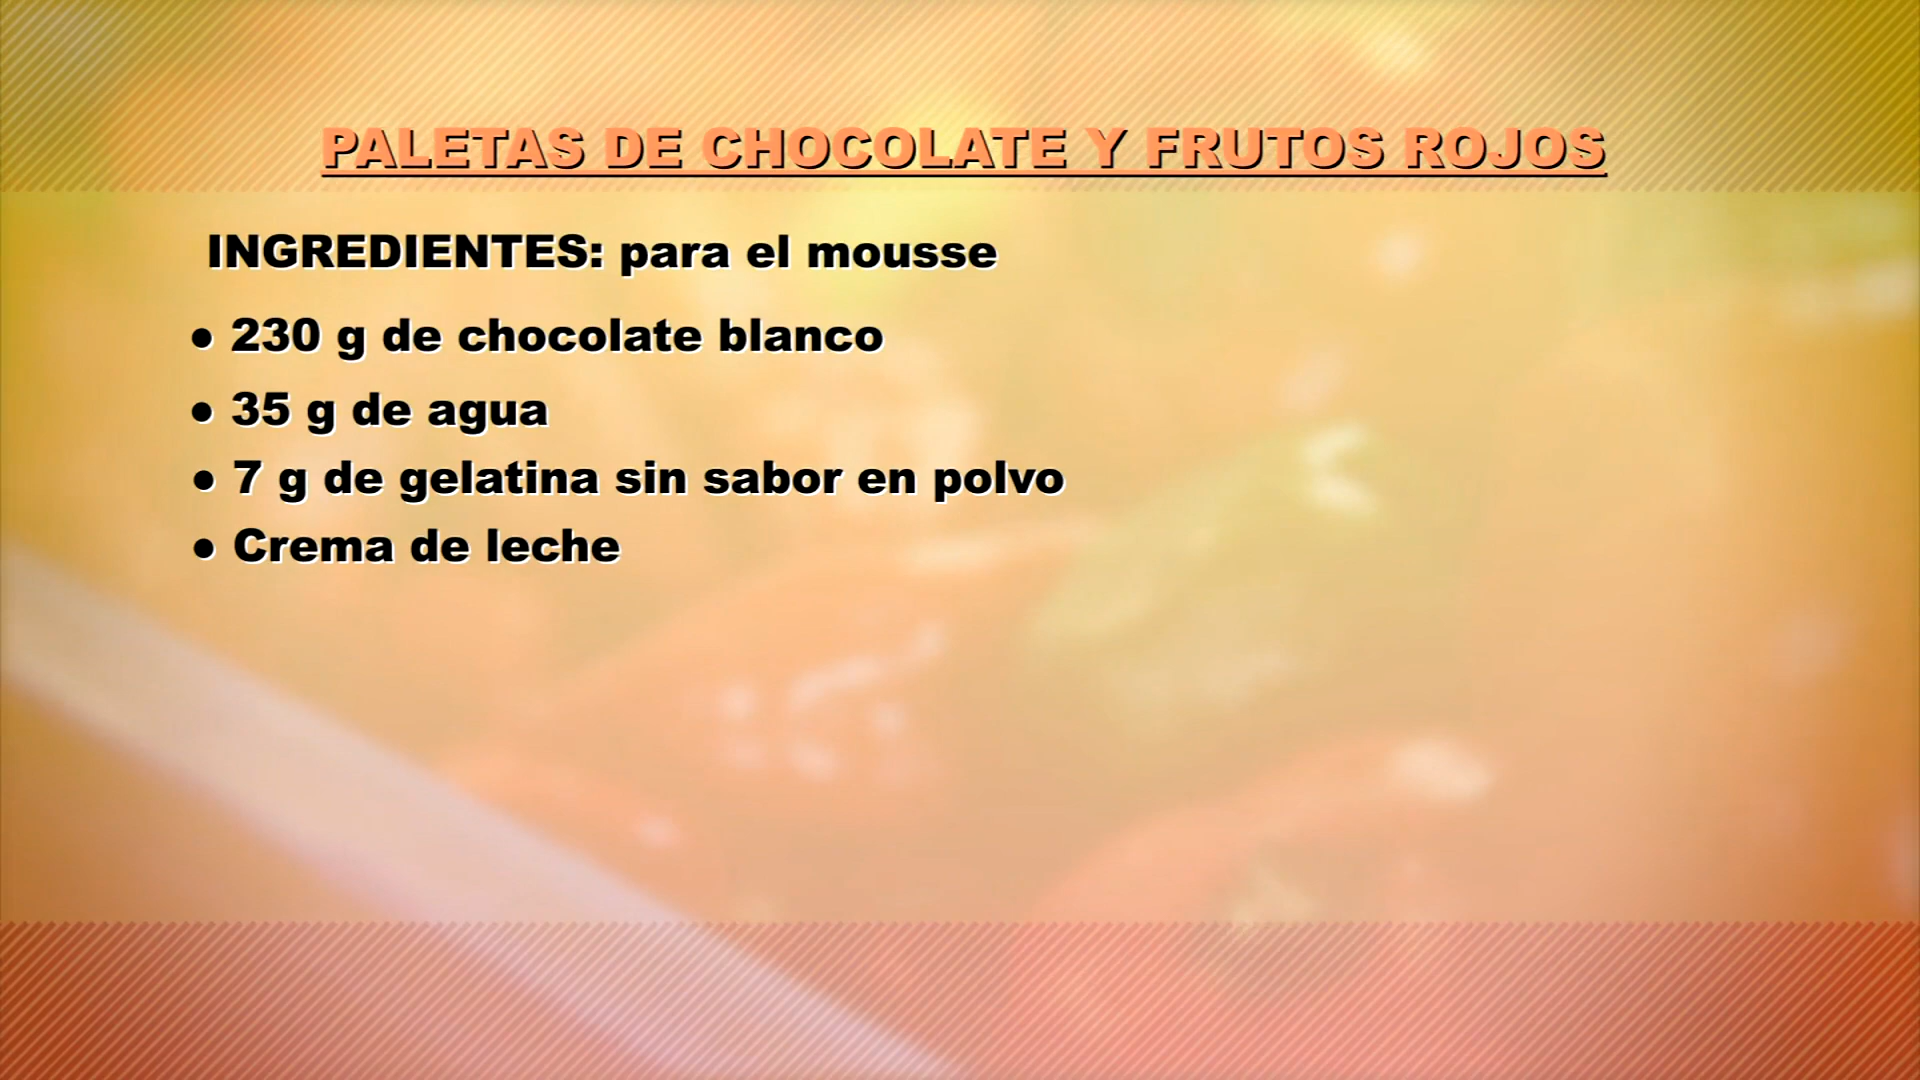 PALETAS DE CHOCOLATE Y FRUTOS ROJOS
INGREDIENTES: para el mousse
● 230 g de chocolate blanco
● 35 g de agua
● 7 g de gelatina sin sabor en polvo
● Crema de leche